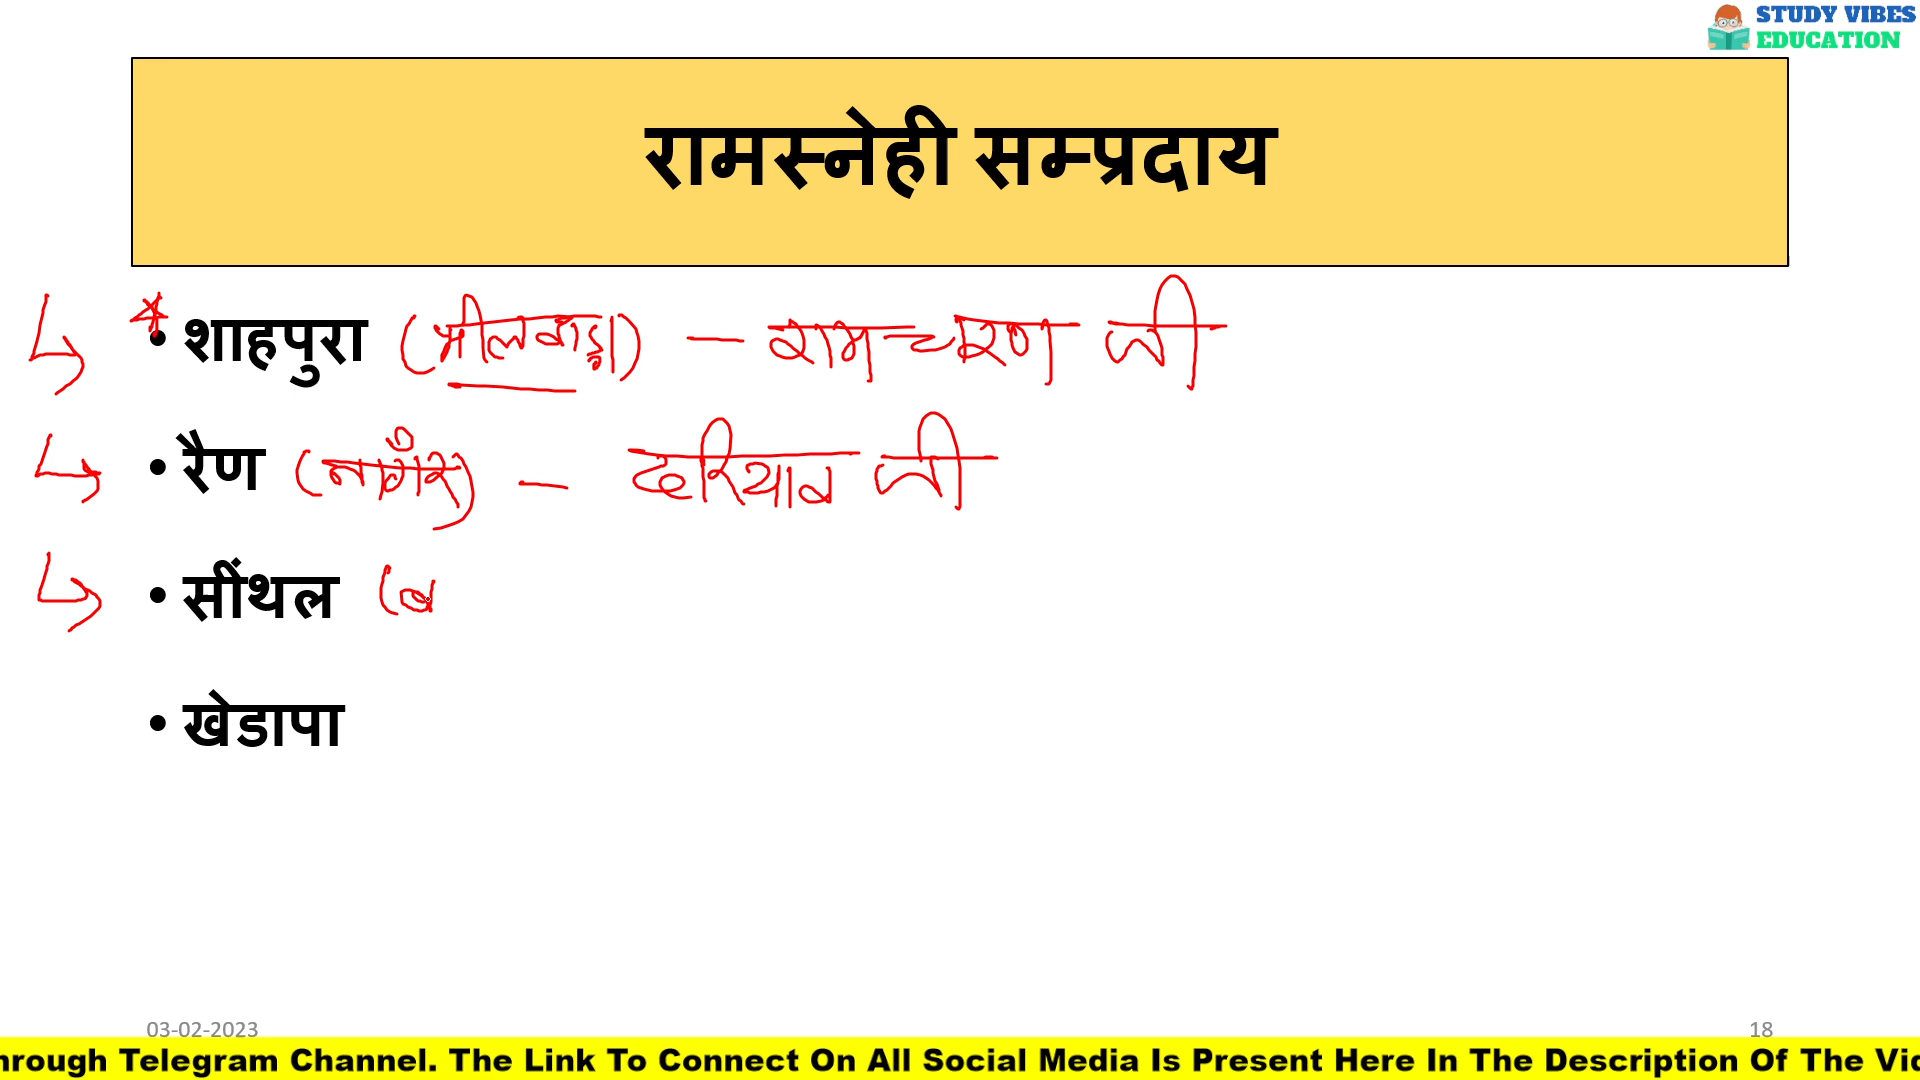 STUDY VIBES
EDUCATION
रामस्नेही सम्प्रदाय
• शाहपुरा (भीलवाड़ा) — रामचरण जी
• रैण (नागौर) — दरियाव जी
• सींथल (ब
• खेडापा
03-02-2023
18
hrough Telegram Channel. The Link To Connect On All Social Media Is Present Here In The Description Of The Vid